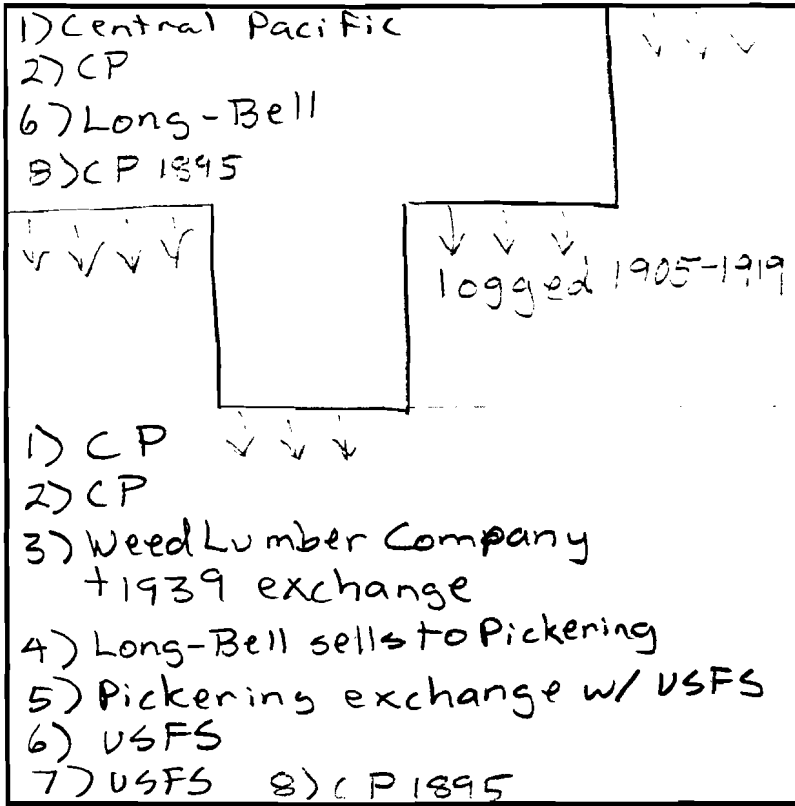 1) Central Pacific
2) CP
6) Long-Bell
8) CP 1895
logged 1905-1919
1) CP
2) CP
3) Weed Lumber Company
+1939 exchange
4) Long-Bell sells to Pickering
5) Pickering exchange w/ USFS
6) USFS
7) USFS 8) CP 1895